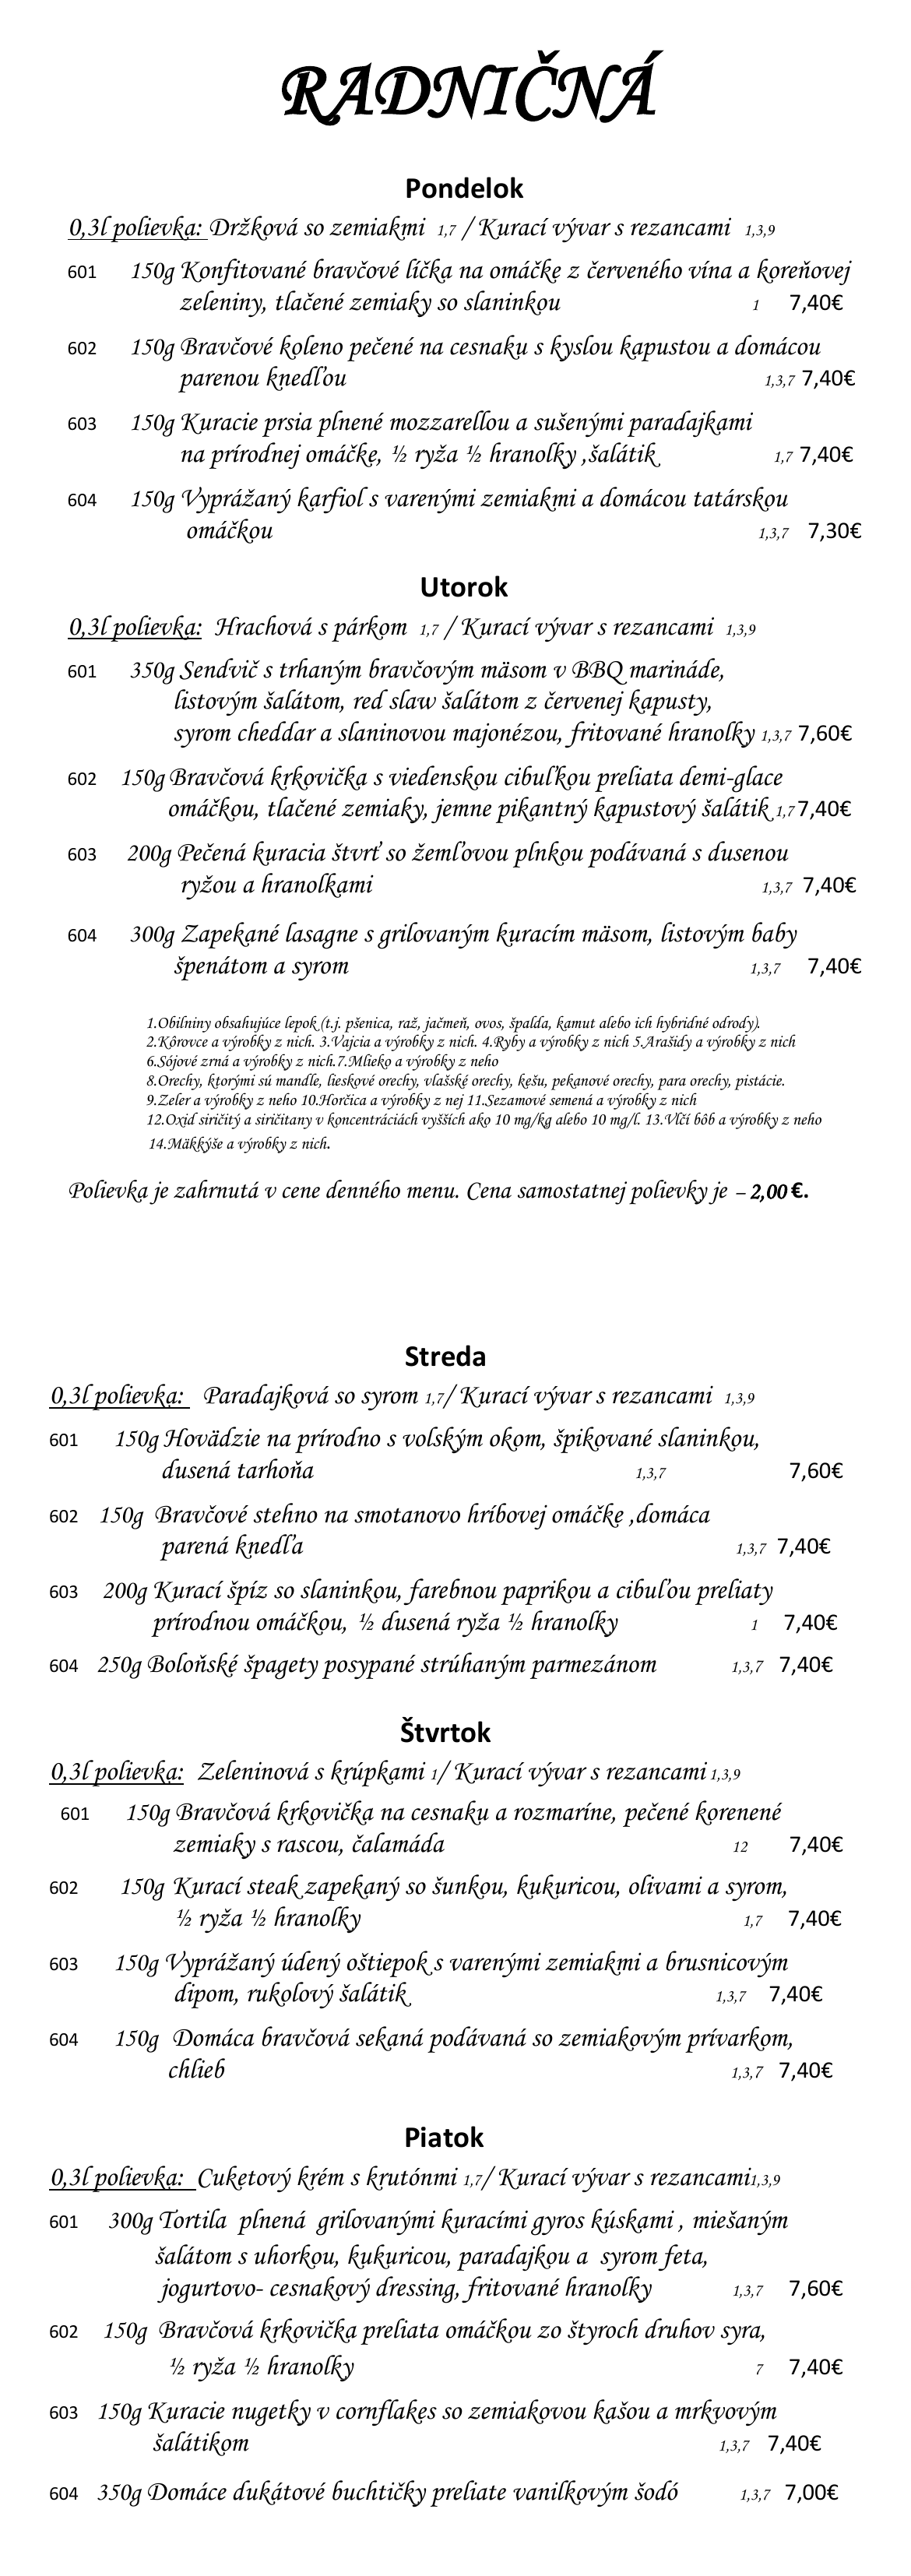 RADNIČNÁ
Pondelok
0,3l polievka: Držková so zemiakmi 1,7 / Kurací vývar s rezancami 1,3,9
601 150g Konfitované bravčové líčka na omáčke z červeného vína a koreňovej
zeleniny, tlačené zemiaky so slaninkou 1 7,40€
602 150g Bravčové koleno pečené na cesnaku s kyslou kapustou a domácou
parenou knedľou 1,3,7 7,40€
603 150g Kuracie prsia plnené mozzarellou a sušenými paradajkami
na prírodnej omáčke, ½ ryža ½ hranolky ,šalátik 1,7 7,40€
604 150g Vyprážaný karfiol s varenými zemiakmi a domácou tatárskou
omáčkou 1,3,7 7,30€
Utorok
0,3l polievka: Hrachová s párkom 1,7 / Kurací vývar s rezancami 1,3,9
601 350g Sendvič s trhaným bravčovým mäsom v BBQ marináde,
listovým šalátom, red slaw šalátom z červenej kapusty,
syrom cheddar a slaninovou majonézou, fritované hranolky 1,3,7 7,60€
602 150g Bravčová krkovička s viedenskou cibuľkou preliata demi-glace
omáčkou, tlačené zemiaky, jemne pikantný kapustový šalátik 1,7 7,40€
603 200g Pečená kuracia štvrť so žemľovou plnkou podávaná s dusenou
ryžou a hranolkami 1,3,7 7,40€
604 300g Zapekané lasagne s grilovaným kuracím mäsom, listovým baby
špenátom a syrom 1,3,7 7,40€
1.Obilniny obsahujúce lepok (t.j. pšenica, raž, jačmeň, ovos, špalda, kamut alebo ich hybridné odrody).
2.Kôrovce a výrobky z nich. 3.Vajcia a výrobky z nich. 4.Ryby a výrobky z nich 5.Arašidy a výrobky z nich
6.Sójové zrná a výrobky z nich.7.Mlieko a výrobky z neho
8.Orechy, ktorými sú mandle, lieskové orechy, vlašské orechy, kešu, pekanové orechy, para orechy, pistácie.
9.Zeler a výrobky z neho 10.Horčica a výrobky z nej 11.Sezamové semená a výrobky z nich
12.Oxid siričitý a siričitany v koncentráciách vyšších ako 10 mg/kg alebo 10 mg/l. 13.Vlčí bôb a výrobky z neho
14.Mäkkýše a výrobky z nich.
Polievka je zahrnutá v cene denného menu. Cena samostatnej polievky je – 2,00 €.
Streda
0,3l polievka: Paradajková so syrom 1,7/ Kurací vývar s rezancami 1,3,9
601 150g Hovädzie na prírodno s volským okom, špikované slaninkou,
dusená tarhoňa 1,3,7 7,60€
602 150g Bravčové stehno na smotanovo hríbovej omáčke ,domáca
parená knedľa 1,3,7 7,40€
603 200g Kurací špíz so slaninkou, farebnou paprikou a cibuľou preliaty
prírodnou omáčkou, ½ dusená ryža ½ hranolky 1 7,40€
604 250g Boloňské špagety posypané strúhaným parmezánom 1,3,7 7,40€
Štvrtok
0,3l polievka: Zeleninová s krúpkami 1/ Kurací vývar s rezancami 1,3,9
601 150g Bravčová krkovička na cesnaku a rozmaríne, pečené korenené
zemiaky s rascou, čalamáda 12 7,40€
602 150g Kurací steak zapekaný so šunkou, kukuricou, olivami a syrom,
½ ryža ½ hranolky 1,7 7,40€
603 150g Vyprážaný údený oštiepok s varenými zemiakmi a brusnicovým
dipom, rukolový šalátik 1,3,7 7,40€
604 150g Domáca bravčová sekaná podávaná so zemiakovým prívarkom,
chlieb 1,3,7 7,40€
Piatok
0,3l polievka: Cuketový krém s krutónmi 1,7/ Kurací vývar s rezancami1,3,9
601 300g Tortila plnená grilovanými kuracími gyros kúskami , miešaným
šalátom s uhorkou, kukuricou, paradajkou a syrom feta,
jogurtovo- cesnakový dressing, fritované hranolky 1,3,7 7,60€
602 150g Bravčová krkovička preliata omáčkou zo štyroch druhov syra,
½ ryža ½ hranolky 7 7,40€
603 150g Kuracie nugetky v cornflakes so zemiakovou kašou a mrkvovým
šalátikom 1,3,7 7,40€
604 350g Domáce dukátové buchtičky preliate vanilkovým šodó 1,3,7 7,00€